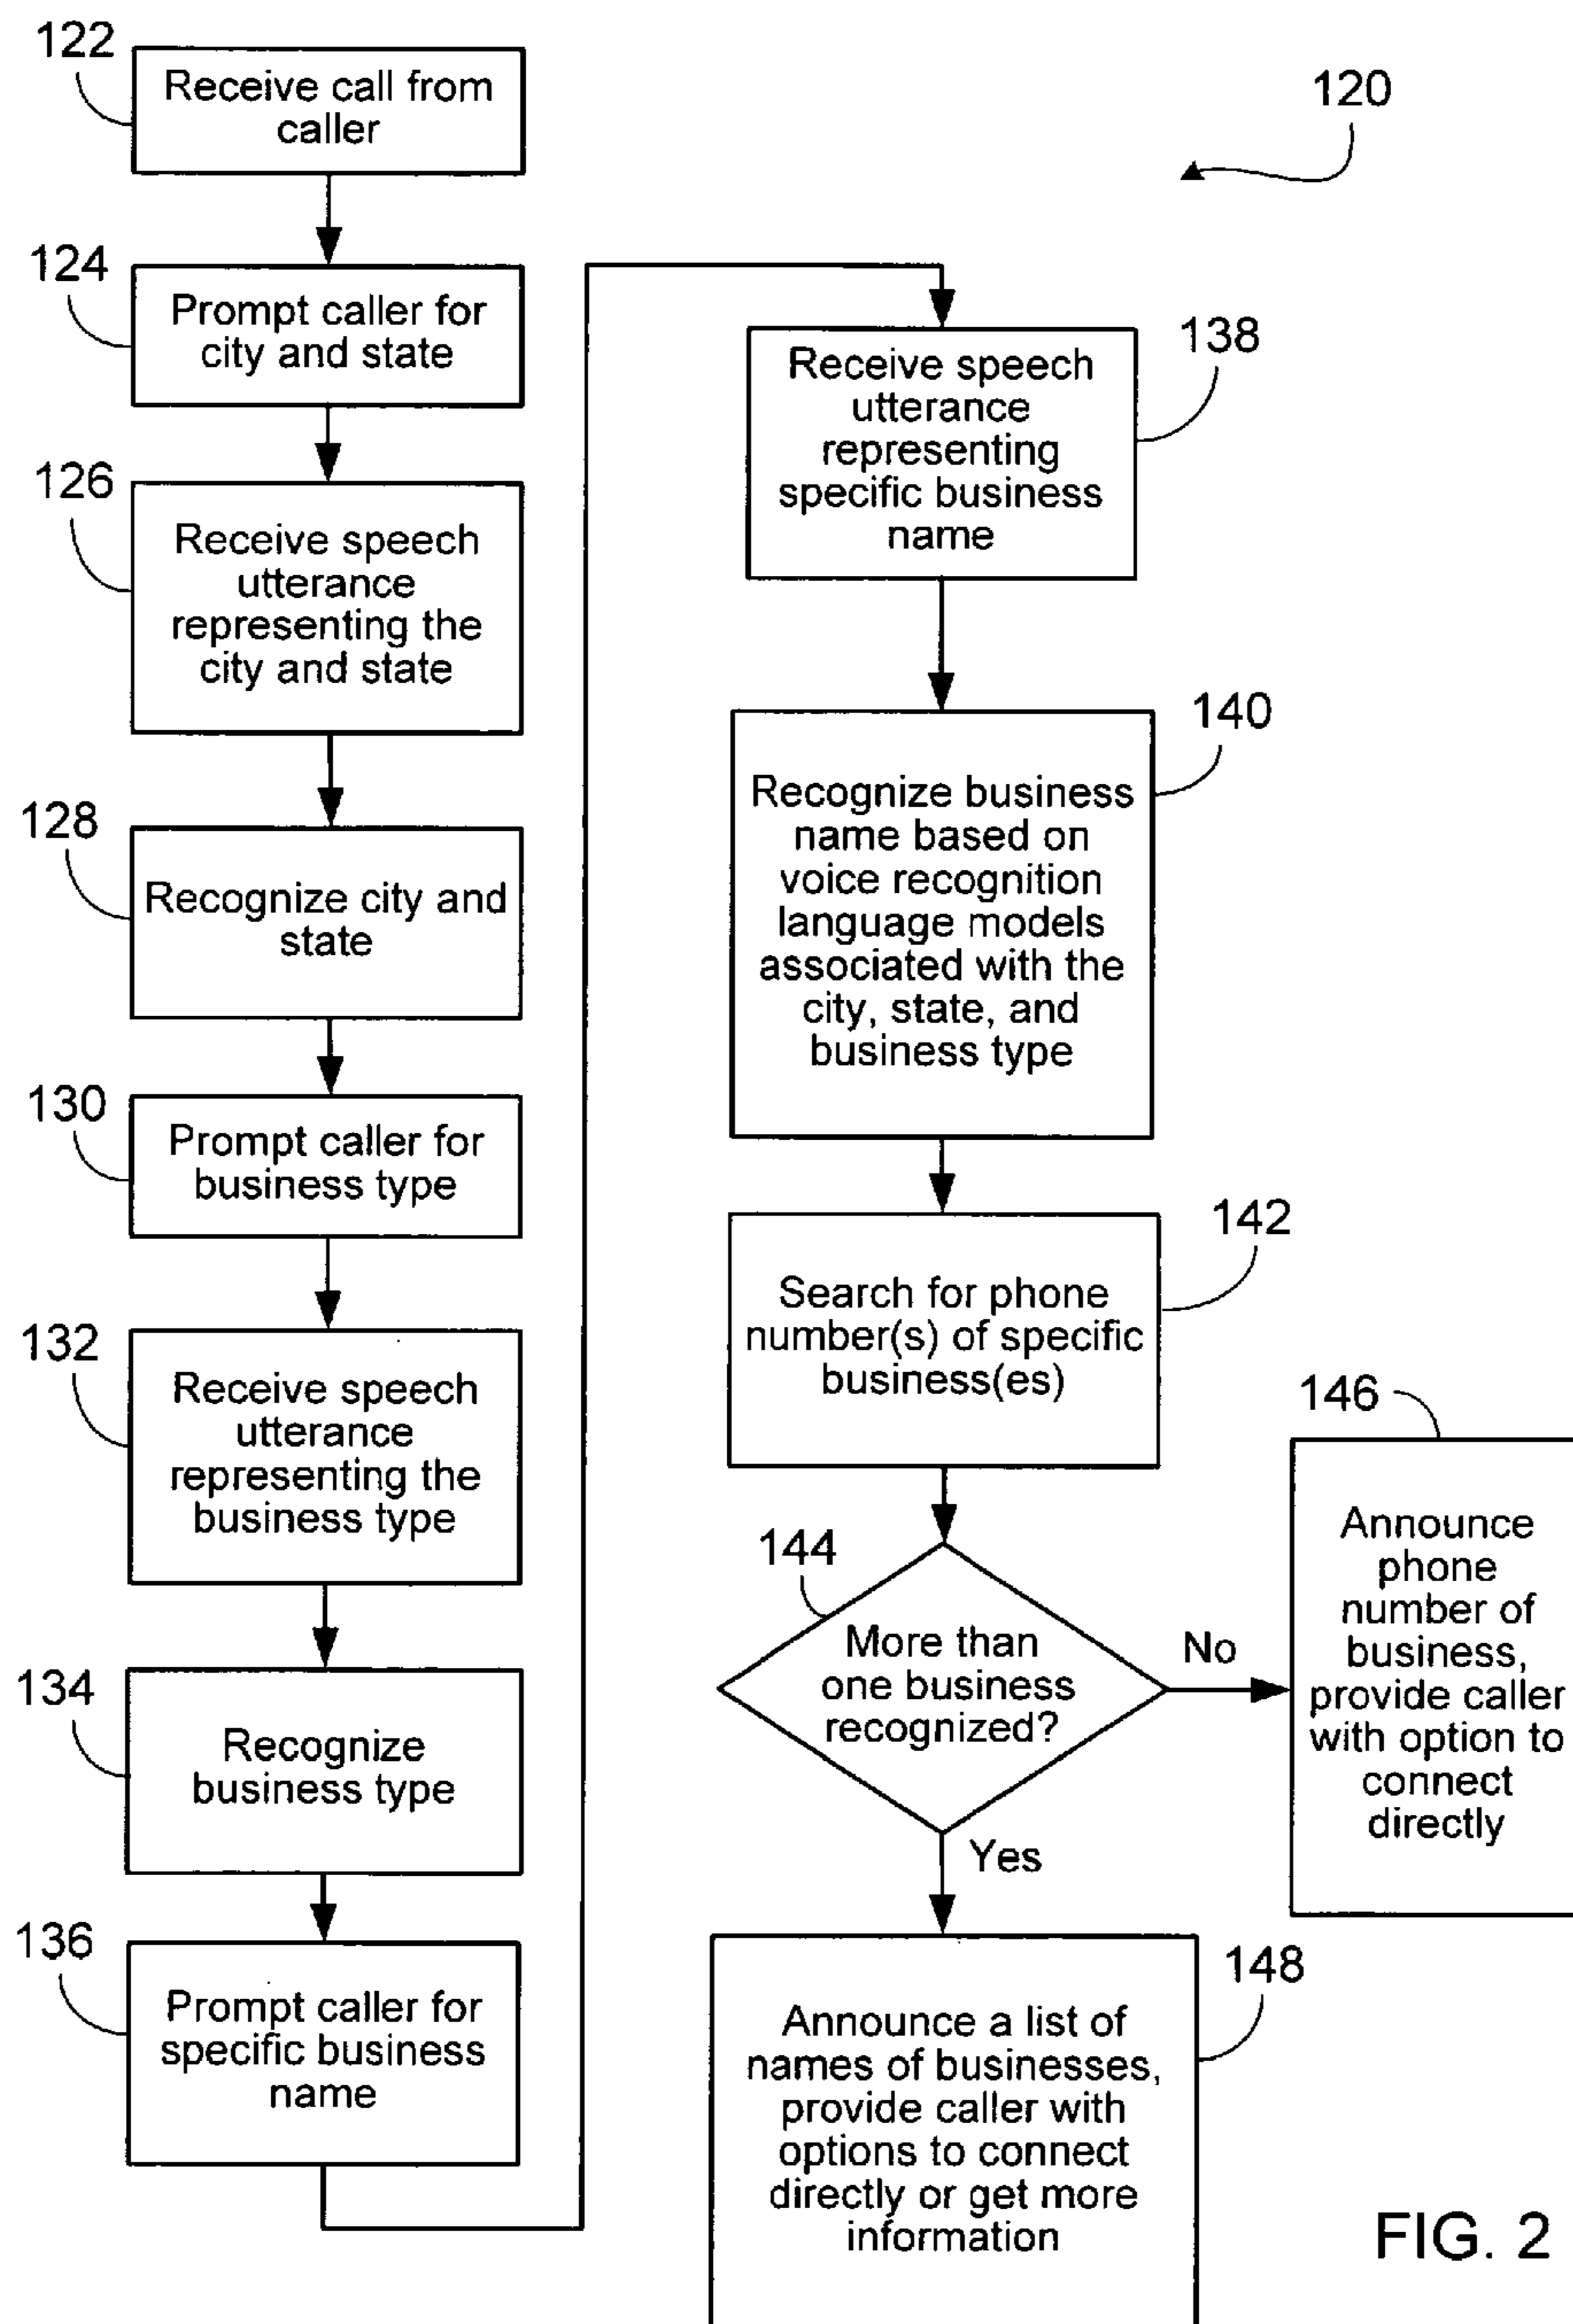 122
Receive call from
caller
120
124
Prompt caller for
city and state
126
Receive speech
utterance
representing the
city and state
128
Recognize city and
state
130
Prompt caller for
business type
132
Receive speech
utterance
representing the
business type
134
Recognize
business type
136
Prompt caller for
specific business
name
138
Receive speech
utterance
representing
specific business
name
140
Recognize business
name based on
voice recognition
language models
associated with the
city, state, and
business type
142
Search for phone
number(s) of specific
business(es)
144
More than
one business
recognized?
No
Yes
146
Announce
phone
number of
business,
provide caller
with option to
connect
directly
148
Announce a list of
names of businesses,
provide caller with
options to connect
directly or get more
information
FIG. 2